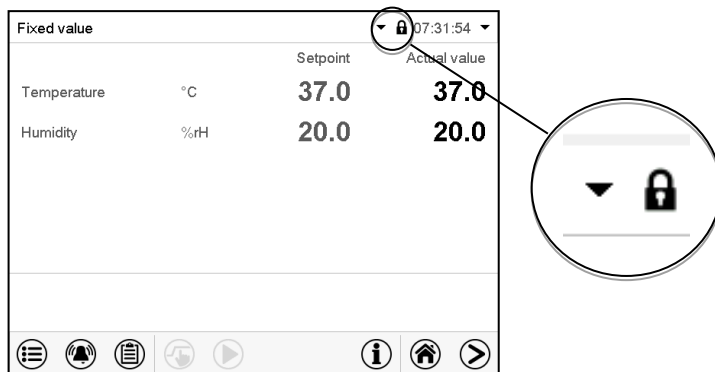 Fixed value 07:31:54
Setpoint Actual value
Temperature °C 37.0 37.0
Humidity %rH 20.0 20.0